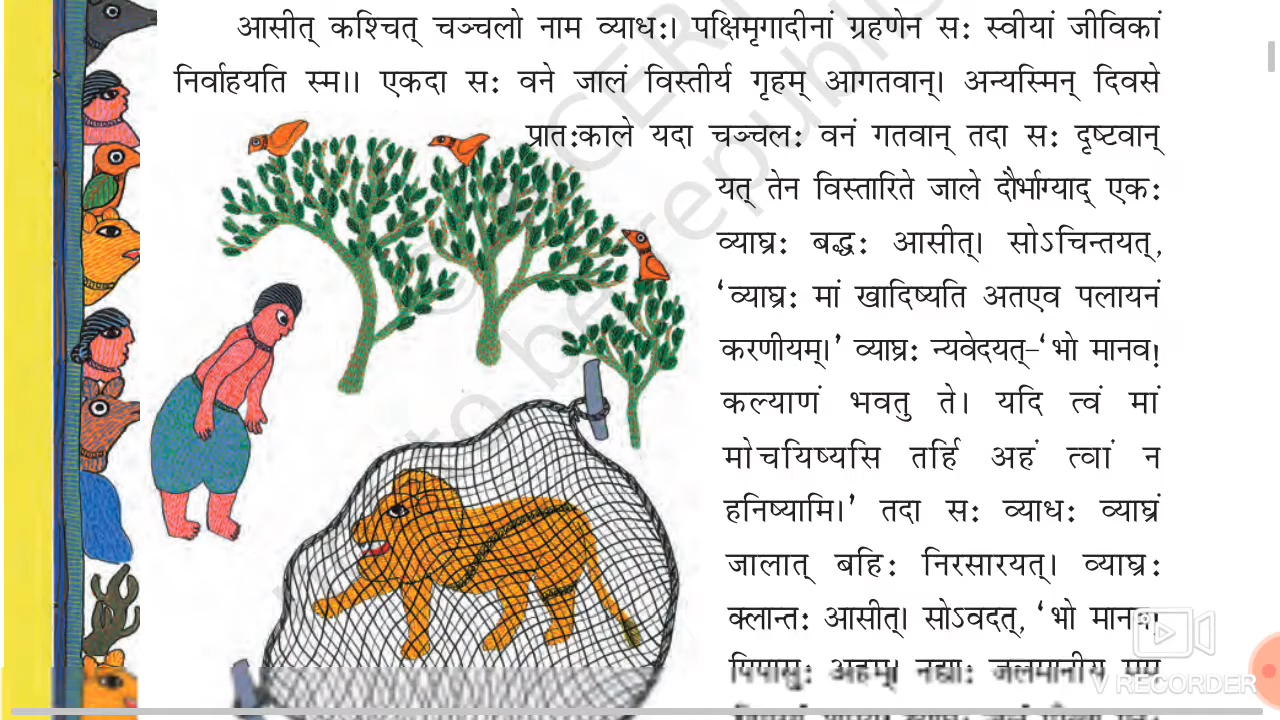 आसीत् कश्चित् चञ्चलो नाम व्याधः। पक्षिमृगादीनां ग्रहणेन सः स्वीयां जीविकां
निर्वाहयति स्म।। एकदा सः वने जालं विस्तीर्य गृहम् आगतवान्। अन्यस्मिन् दिवसे
प्रातःकाले यदा चञ्चलः वनं गतवान् तदा सः दृष्टवान्
यत् तेन विस्तारिते जाले दौर्भाग्याद् एकः
व्याघ्रः बद्धः आसीत्। सोऽचिन्तयत्,
‘व्याघ्रः मां खादिष्यति अतएव पलायनं
करणीयम्।’ व्याघ्रः न्यवेदयत्-‘भो मानव!
कल्याणं भवतु ते। यदि त्वं मां
मोचयिष्यसि तर्हि अहं त्वां न
हनिष्यामि।’ तदा सः व्याधः व्याघ्रं
जालात् बहिः निरसारयत्। व्याघ्रः
क्लान्तः आसीत्। सोऽवदत्, ‘भो मानव!
पिपासुः अहम्। नद्याः जलमानीय मम
V RECORDER